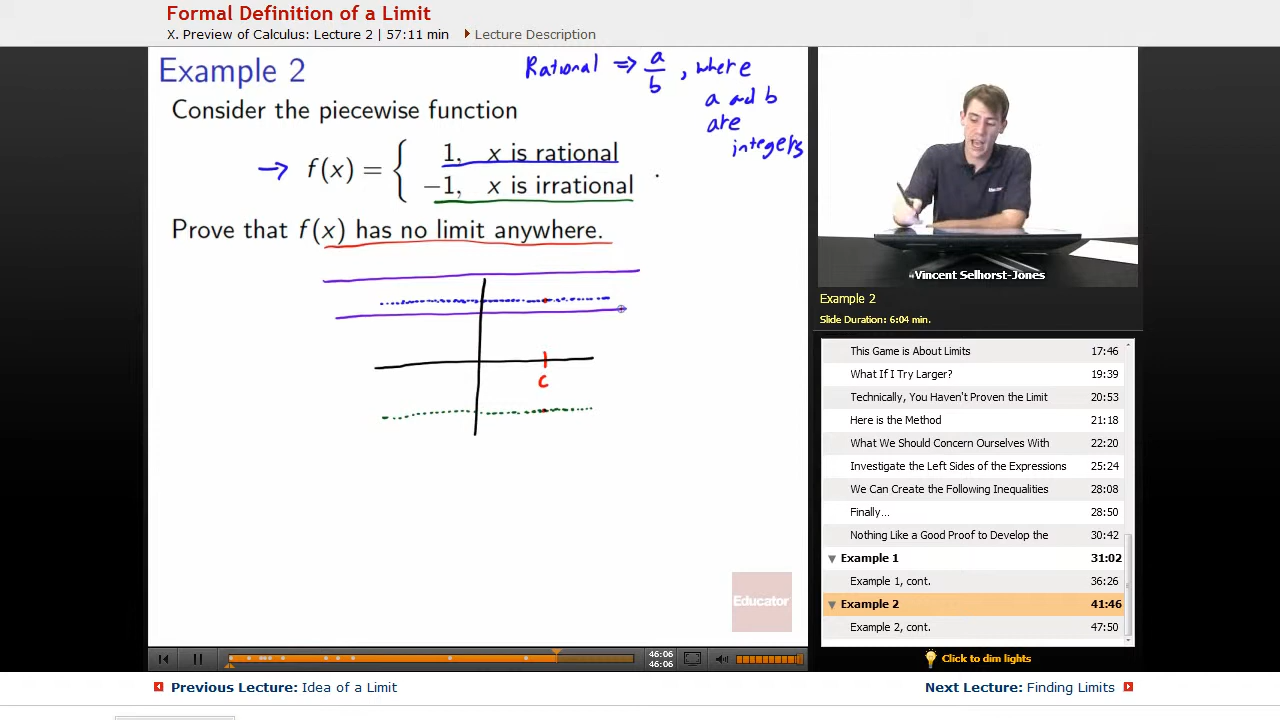 Formal Definition of a Limit
X. Preview of Calculus: Lecture 2 | 57:11 min
Lecture Description
Example 2
Rational ⇒ a/b, where
a and b
are
integers
Consider the piecewise function
→ f(x) = { 1, x is rational
−1, x is irrational .
Prove that f(x) has no limit anywhere.
c
Educator
Vincent Selhorst-Jones
Example 2
Slide Duration: 6:04 min.
This Game is About Limits 17:46
What If I Try Larger? 19:39
Technically, You Haven't Proven the Limit 20:53
Here is the Method 21:18
What We Should Concern Ourselves With 22:20
Investigate the Left Sides of the Expressions 25:24
We Can Create the Following Inequalities 28:08
Finally... 28:50
Nothing Like a Good Proof to Develop the 30:42
Example 1 31:02
Example 1, cont. 36:26
Example 2 41:46
Example 2, cont. 47:50
46:06
46:06
Click to dim lights
Previous Lecture: Idea of a Limit
Next Lecture: Finding Limits